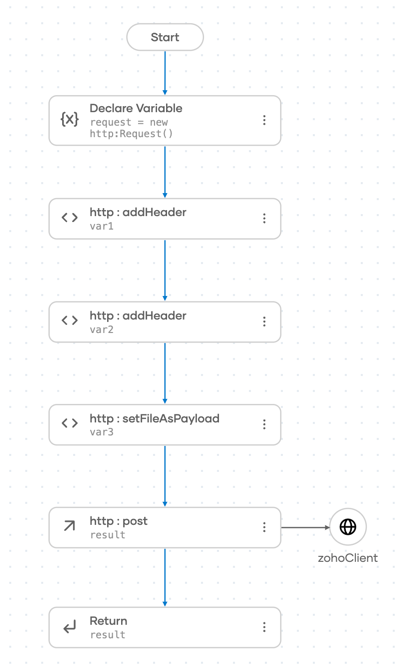 Start
{x}
Declare Variable
request = new
http:Request()
http : addHeader
var1
http : addHeader
var2
http : setFileAsPayload
var3
http : post
result
zohoClient
Return
result